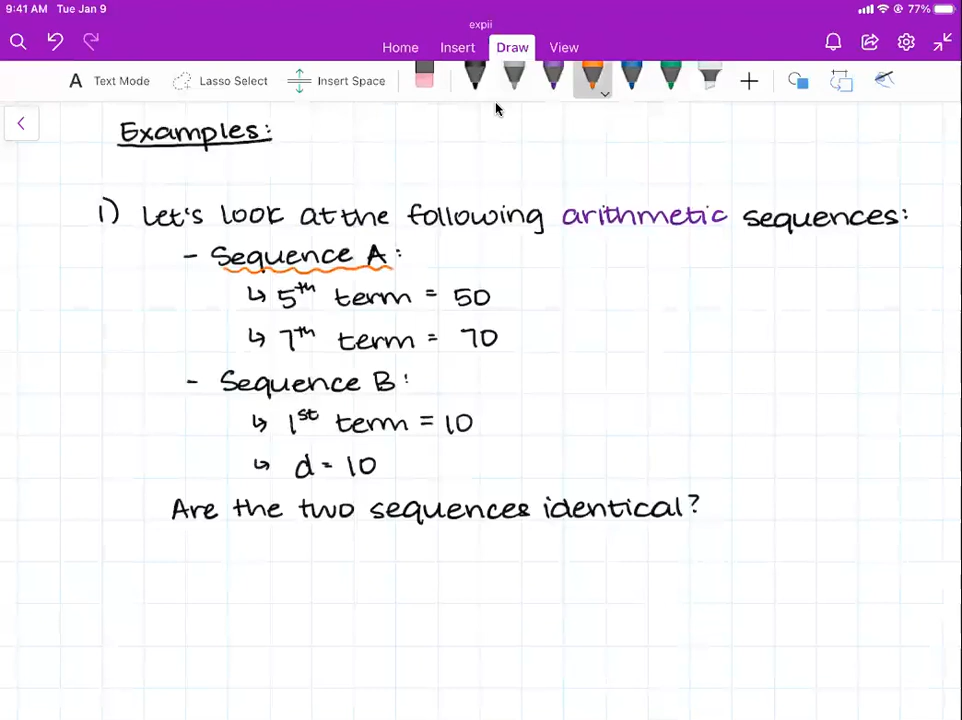 9:41 AM Tue Jan 9
77%
expii
Home Insert Draw View
A Text Mode Lasso Select Insert Space
Examples:
1) Let's look at the following arithmetic sequences:
- Sequence A:
↳ 5th term = 50
↳ 7th term = 70
- Sequence B:
↳ 1st term = 10
↳ d = 10
Are the two sequences identical?